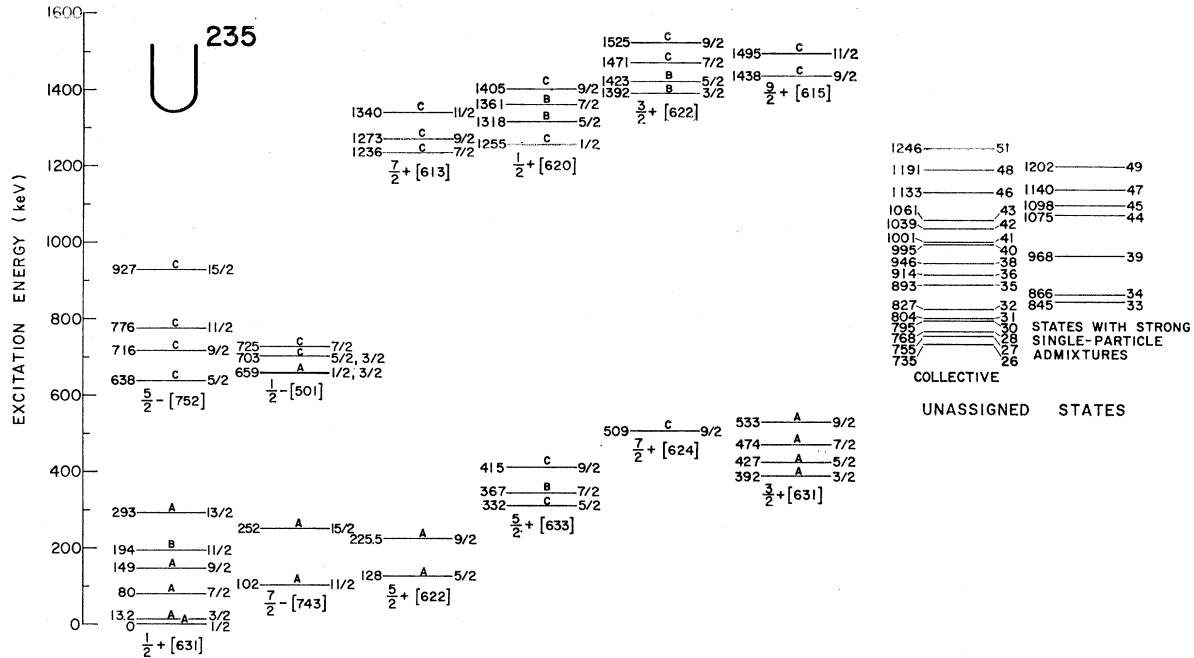 1600
1400
1200
1000
800
600
400
200
0
EXCITATION ENERGY (keV)
U 235
927 C 15/2
776 C 11/2
716 C 9/2
638 C 5/2
5/2 - [752]
725 C 7/2
703 C 5/2, 3/2
659 A 1/2, 3/2
1/2 - [501]
1340 C 11/2
1273 C 9/2
1236 C 7/2
7/2 + [613]
1405 C 9/2
1361 B 7/2
1318 B 5/2
1255 C 1/2
1/2 + [620]
1525 C 9/2
1471 C 7/2
1423 B 5/2
1392 B 3/2
3/2 + [622]
1495 C 11/2
1438 C 9/2
9/2 + [615]
293 A 13/2
194 B 11/2
149 A 9/2
80 A 7/2
13.2 A 3/2
0 A 1/2
1/2 + [631]
252 A 15/2
102 A 11/2
7/2 - [743]
225.5 A 9/2
128 A 5/2
5/2 + [622]
415 C 9/2
367 B 7/2
332 C 5/2
5/2 + [633]
509 C 9/2
7/2 + [624]
533 A 9/2
474 A 7/2
427 A 5/2
392 A 3/2
3/2 + [631]
1246 51
1191 48
1133 46
1061 43
1039 42
1001 41
995 40
946 38
914 36
893 35
827 32
804 31
795 30
768 28
755 27
735 26
COLLECTIVE
1202 49
1140 47
1098 45
1075 44
968 39
866 34
845 33
STATES WITH STRONG
SINGLE-PARTICLE
ADMIXTURES
UNASSIGNED STATES